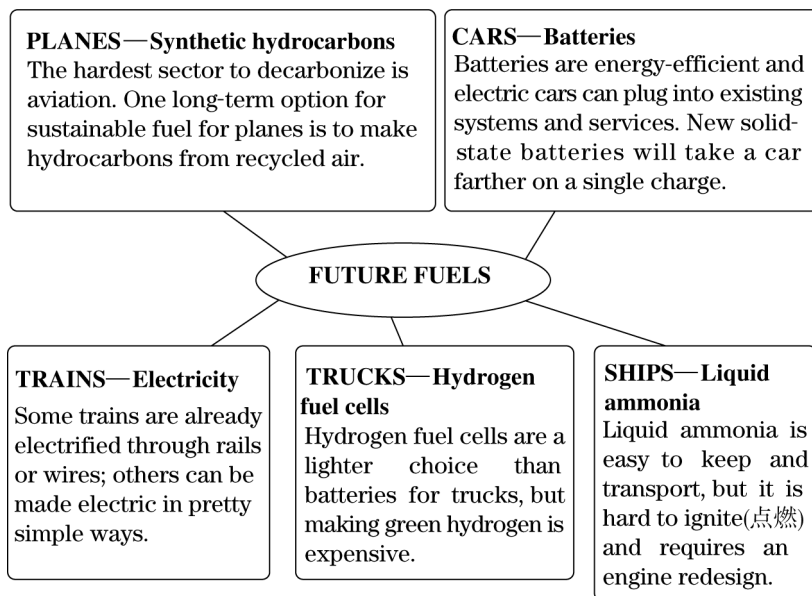 PLANES—Synthetic hydrocarbons
The hardest sector to decarbonize is
aviation. One long-term option for
sustainable fuel for planes is to make
hydrocarbons from recycled air.
CARS—Batteries
Batteries are energy-efficient and
electric cars can plug into existing
systems and services. New solid-
state batteries will take a car
farther on a single charge.
FUTURE FUELS
TRAINS—Electricity
Some trains are already
electrified through rails
or wires; others can be
made electric in pretty
simple ways.
TRUCKS—Hydrogen
fuel cells
Hydrogen fuel cells are a
lighter choice than
batteries for trucks, but
making green hydrogen is
expensive.
SHIPS—Liquid
ammonia
Liquid ammonia is
easy to keep and
transport, but it is
hard to ignite(点燃)
and requires an
engine redesign.